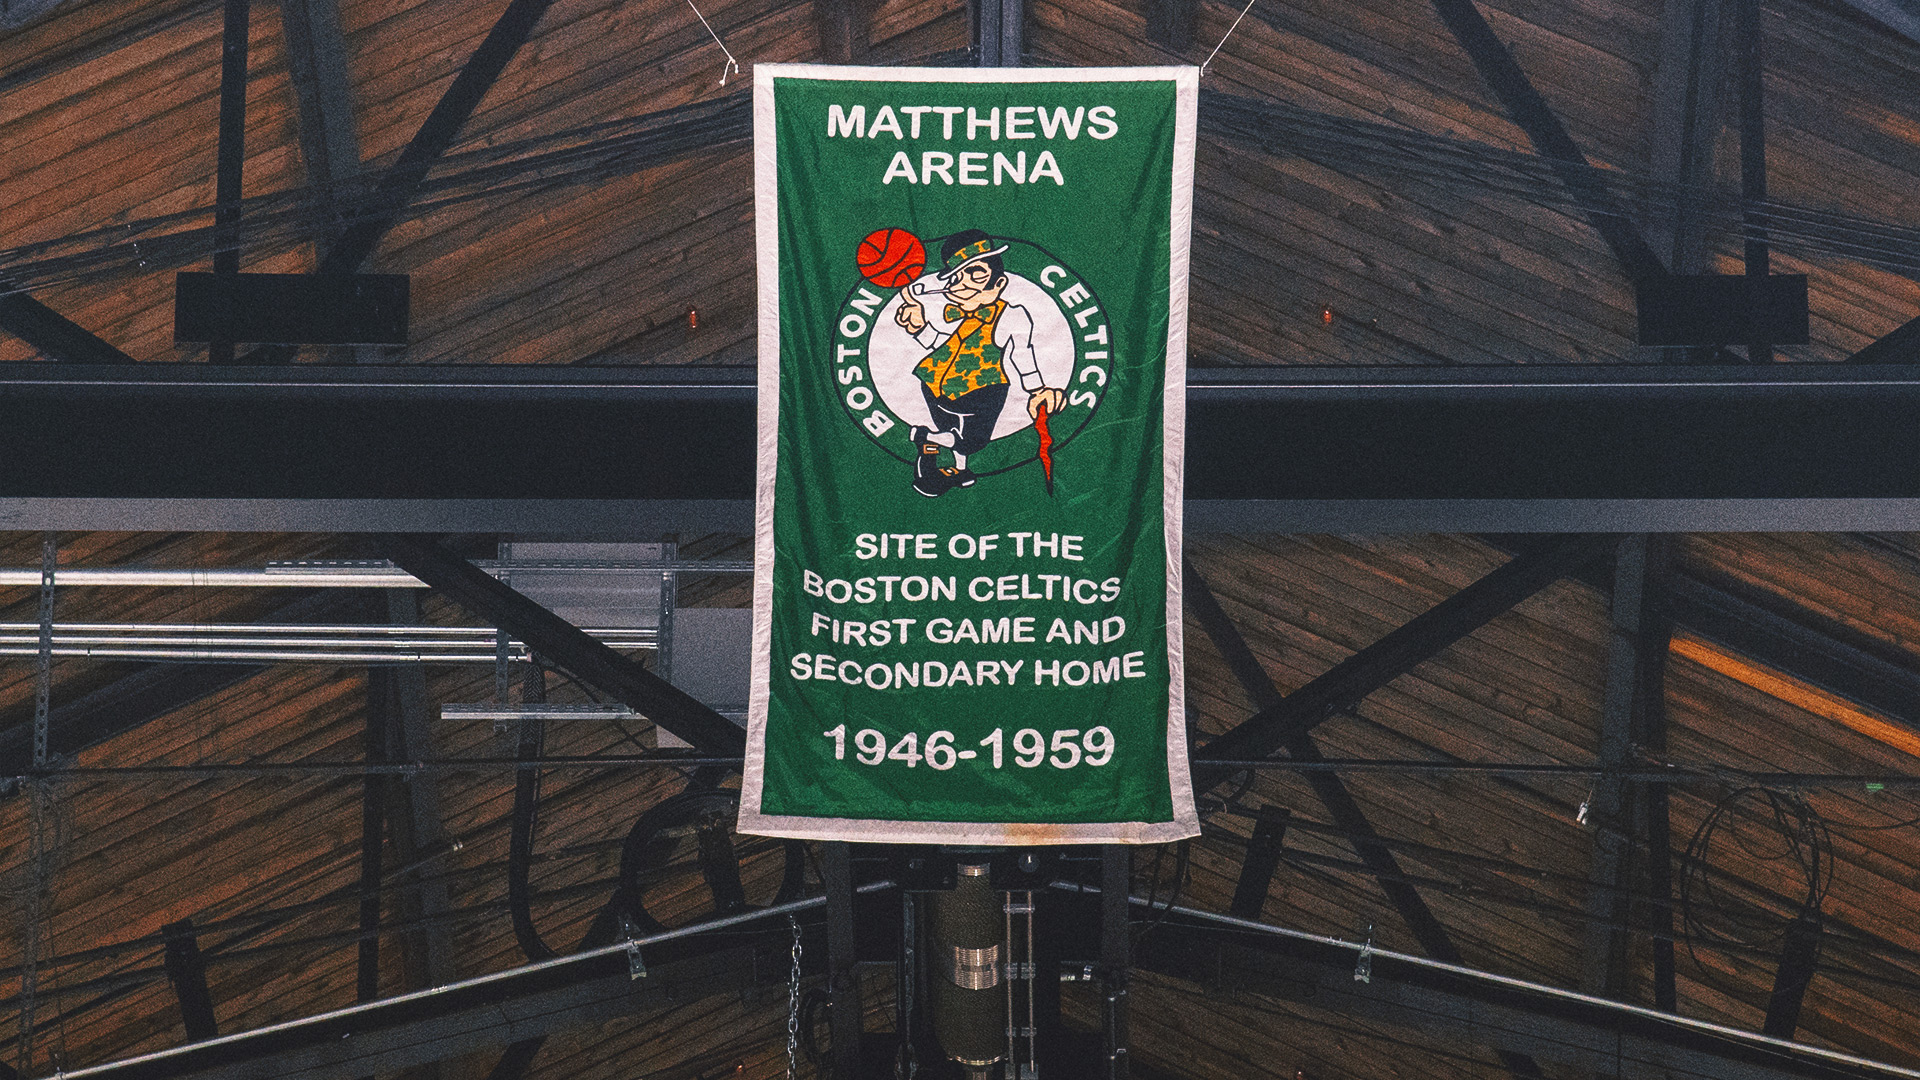 MATTHEWS
ARENA
BOSTON CELTICS
SITE OF THE
BOSTON CELTICS
FIRST GAME AND
SECONDARY HOME
1946-1959